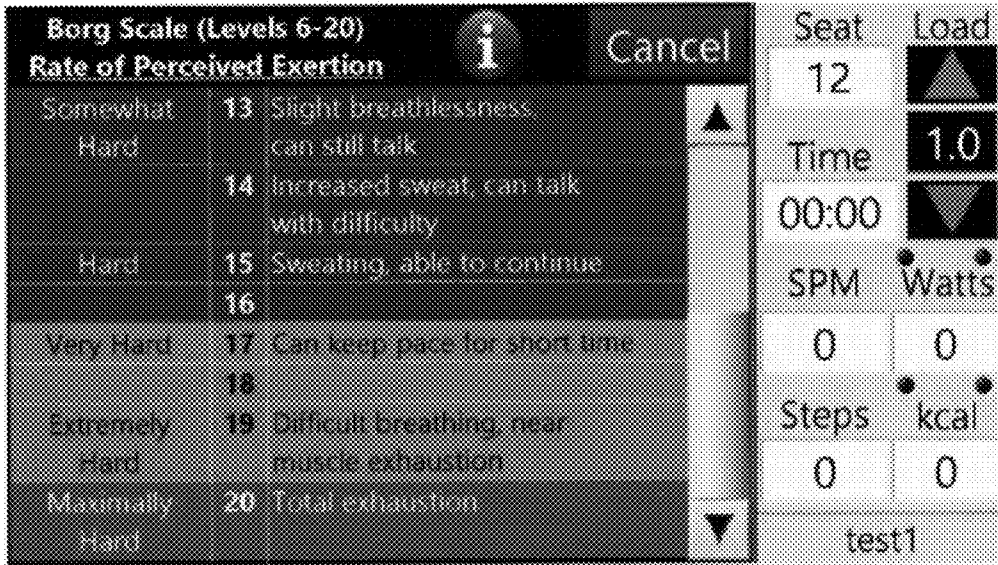 Borg Scale (Levels 6-20)
Rate of Perceived Exertion
i
Cancel
Somewhat Hard 13 Slight breathlessness,
can still talk
14 Increased sweat, can talk
with difficulty
Hard 15 Sweating, able to continue
16
Very Hard 17 Can keep pace for short time
18
Extremely Hard 19 Difficult breathing, near
muscle exhaustion
Maximally Hard 20 Total exhaustion
Seat Load
12
1.0
Time
00:00
SPM Watts
0 0
Steps kcal
0 0
test1